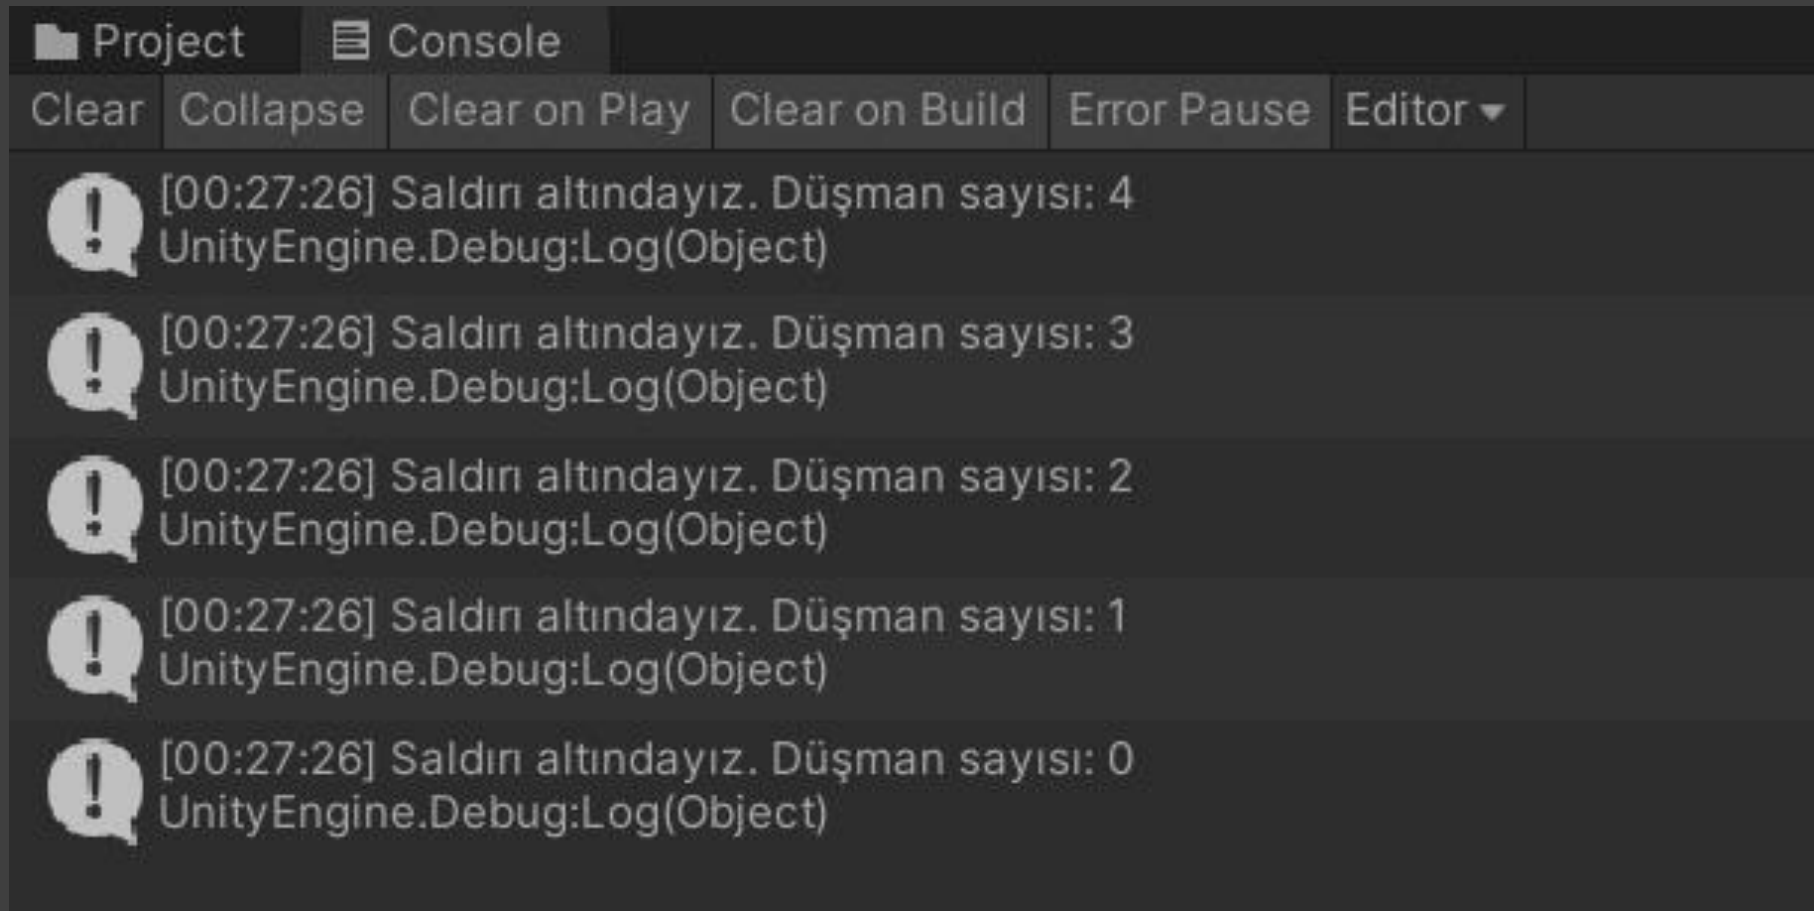 Project Console
Clear Collapse Clear on Play Clear on Build Error Pause Editor
[00:27:26] Saldırı altındayız. Düşman sayısı: 4
UnityEngine.Debug:Log(Object)
[00:27:26] Saldırı altındayız. Düşman sayısı: 3
UnityEngine.Debug:Log(Object)
[00:27:26] Saldırı altındayız. Düşman sayısı: 2
UnityEngine.Debug:Log(Object)
[00:27:26] Saldırı altındayız. Düşman sayısı: 1
UnityEngine.Debug:Log(Object)
[00:27:26] Saldırı altındayız. Düşman sayısı: 0
UnityEngine.Debug:Log(Object)